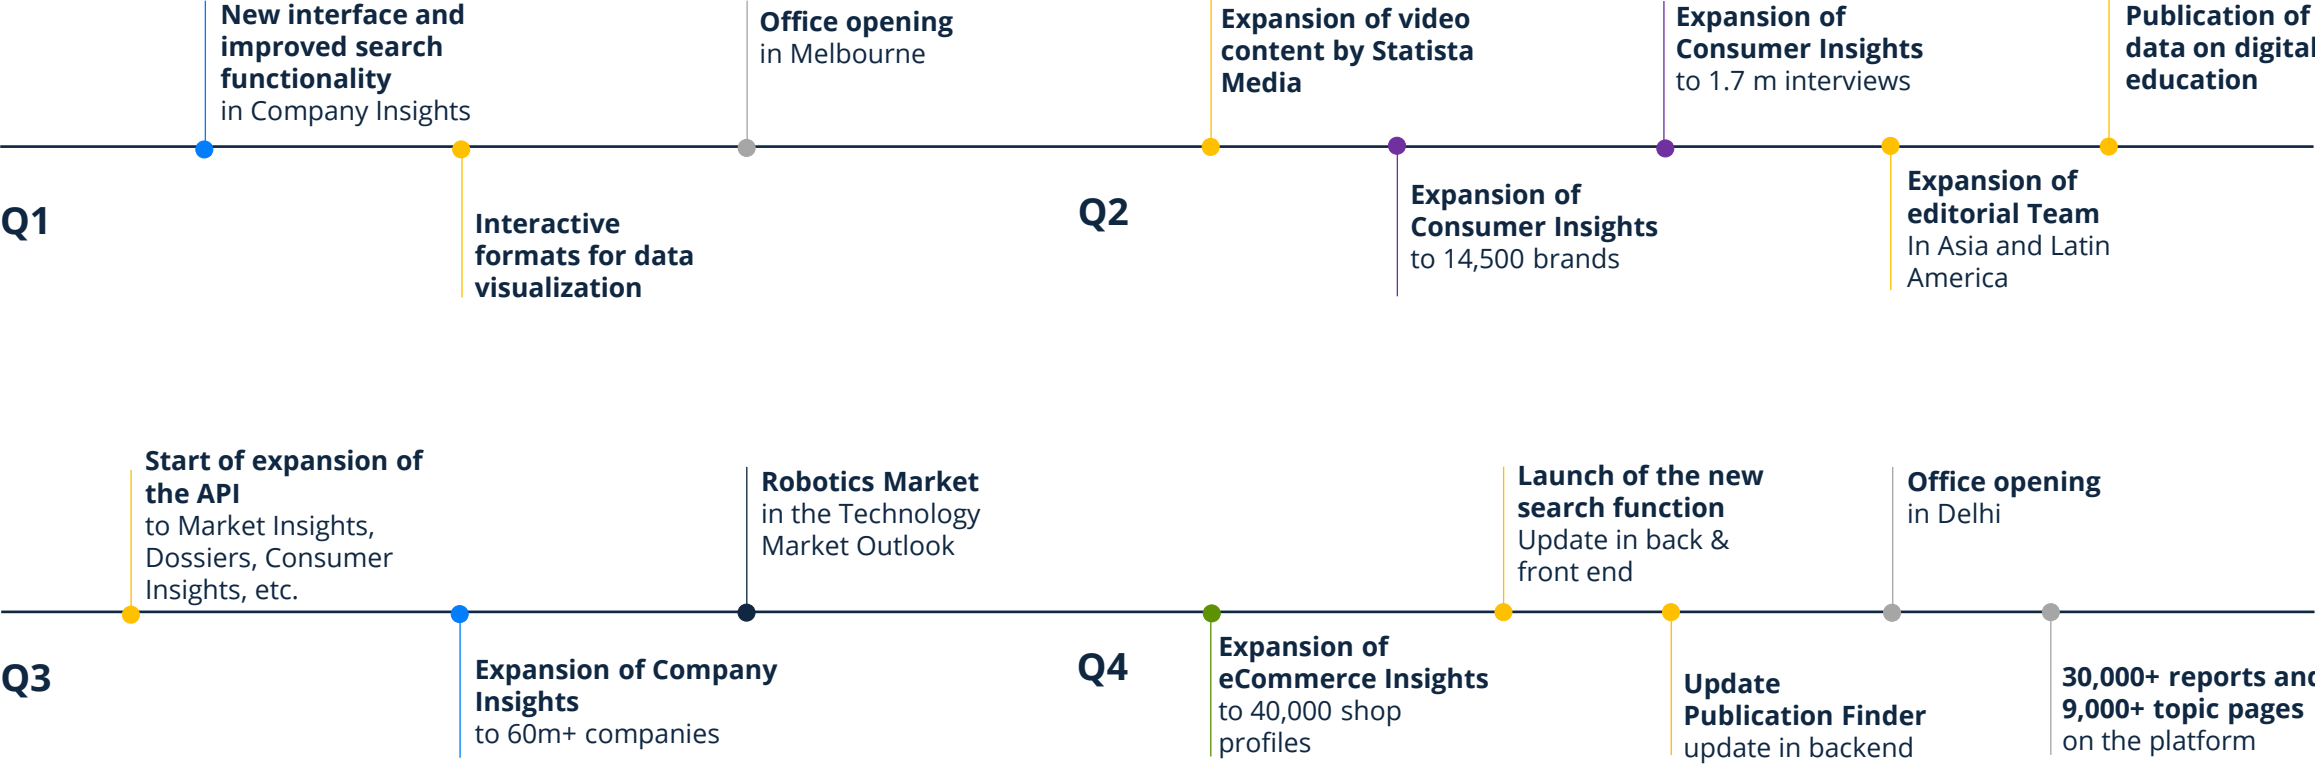 New interface and
improved search
functionality
in Company Insights
Office opening
in Melbourne
Expansion of video
content by Statista
Media
Expansion of
Consumer Insights
to 1.7 m interviews
Publication of
data on digital
education
Q1
Interactive
formats for data
visualization
Q2
Expansion of
Consumer Insights
to 14,500 brands
Expansion of
editorial Team
In Asia and Latin
America
Start of expansion of
the API
to Market Insights,
Dossiers, Consumer
Insights, etc.
Robotics Market
in the Technology
Market Outlook
Launch of the new
search function
Update in back &
front end
Office opening
in Delhi
Q3
Expansion of Company
Insights
to 60m+ companies
Q4
Expansion of
eCommerce Insights
to 40,000 shop
profiles
Update
Publication Finder
update in backend
30,000+ reports and
9,000+ topic pages
on the platform